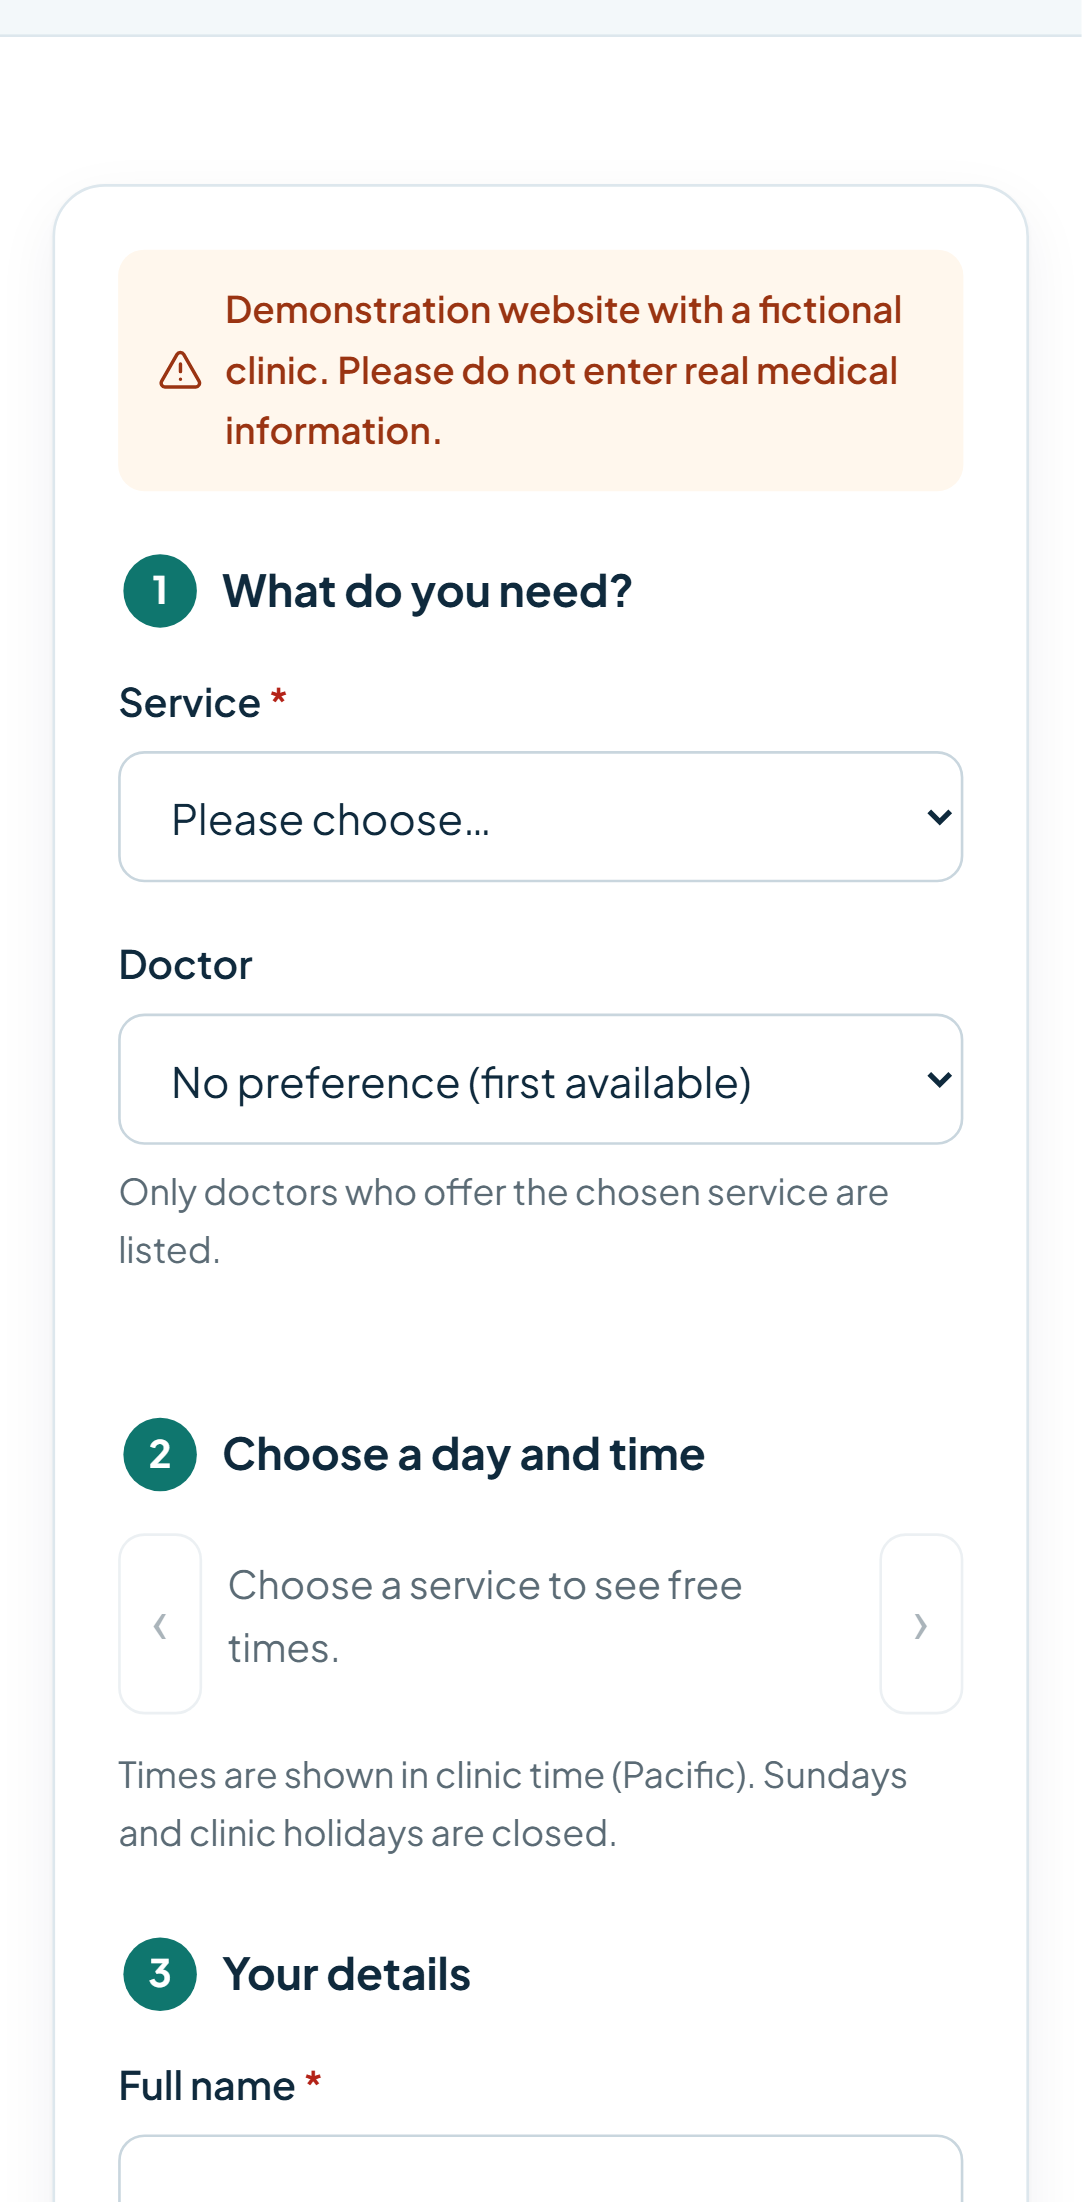 Demonstration website with a fictional
clinic. Please do not enter real medical
information.
1 What do you need?
Service *
Please choose...
Doctor
No preference (first available)
Only doctors who offer the chosen service are
listed.
2 Choose a day and time
‹
Choose a service to see free
times.
›
Times are shown in clinic time (Pacific). Sundays
and clinic holidays are closed.
3 Your details
Full name *